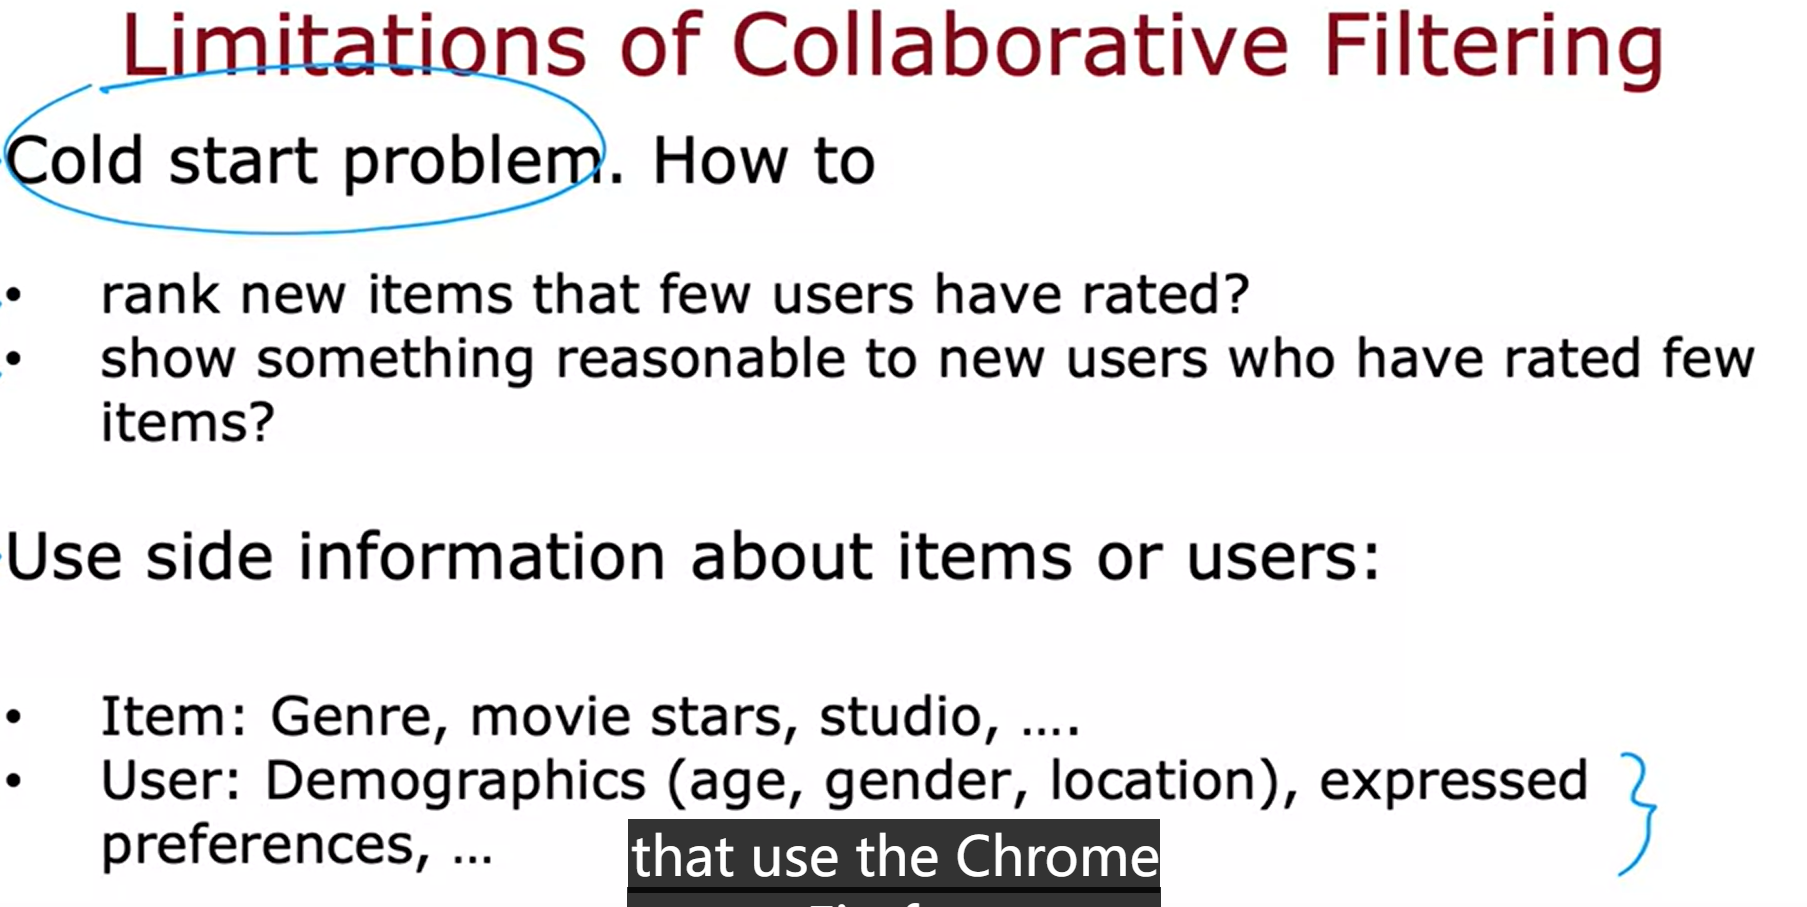 Limitations of Collaborative Filtering
Cold start problem. How to
• rank new items that few users have rated?
• show something reasonable to new users who have rated few
items?
Use side information about items or users:
• Item: Genre, movie stars, studio, ....
• User: Demographics (age, gender, location), expressed
preferences, ...
that use the Chrome